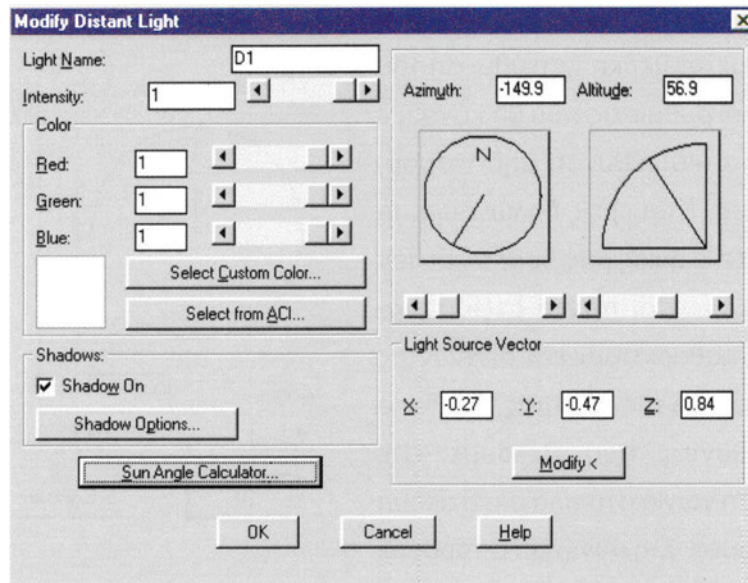 Modify Distant Light
Light Name: D1
Intensity: 1
Color
Red: 1
Green: 1
Blue: 1
Select Custom Color...
Select from ACI...
Shadows:
Shadow On
Shadow Options...
Sun Angle Calculator...
Azimuth: -149.9 Altitude: 56.9
N
Light Source Vector
X: -0.27 Y: -0.47 Z: 0.84
Modify <
OK Cancel Help